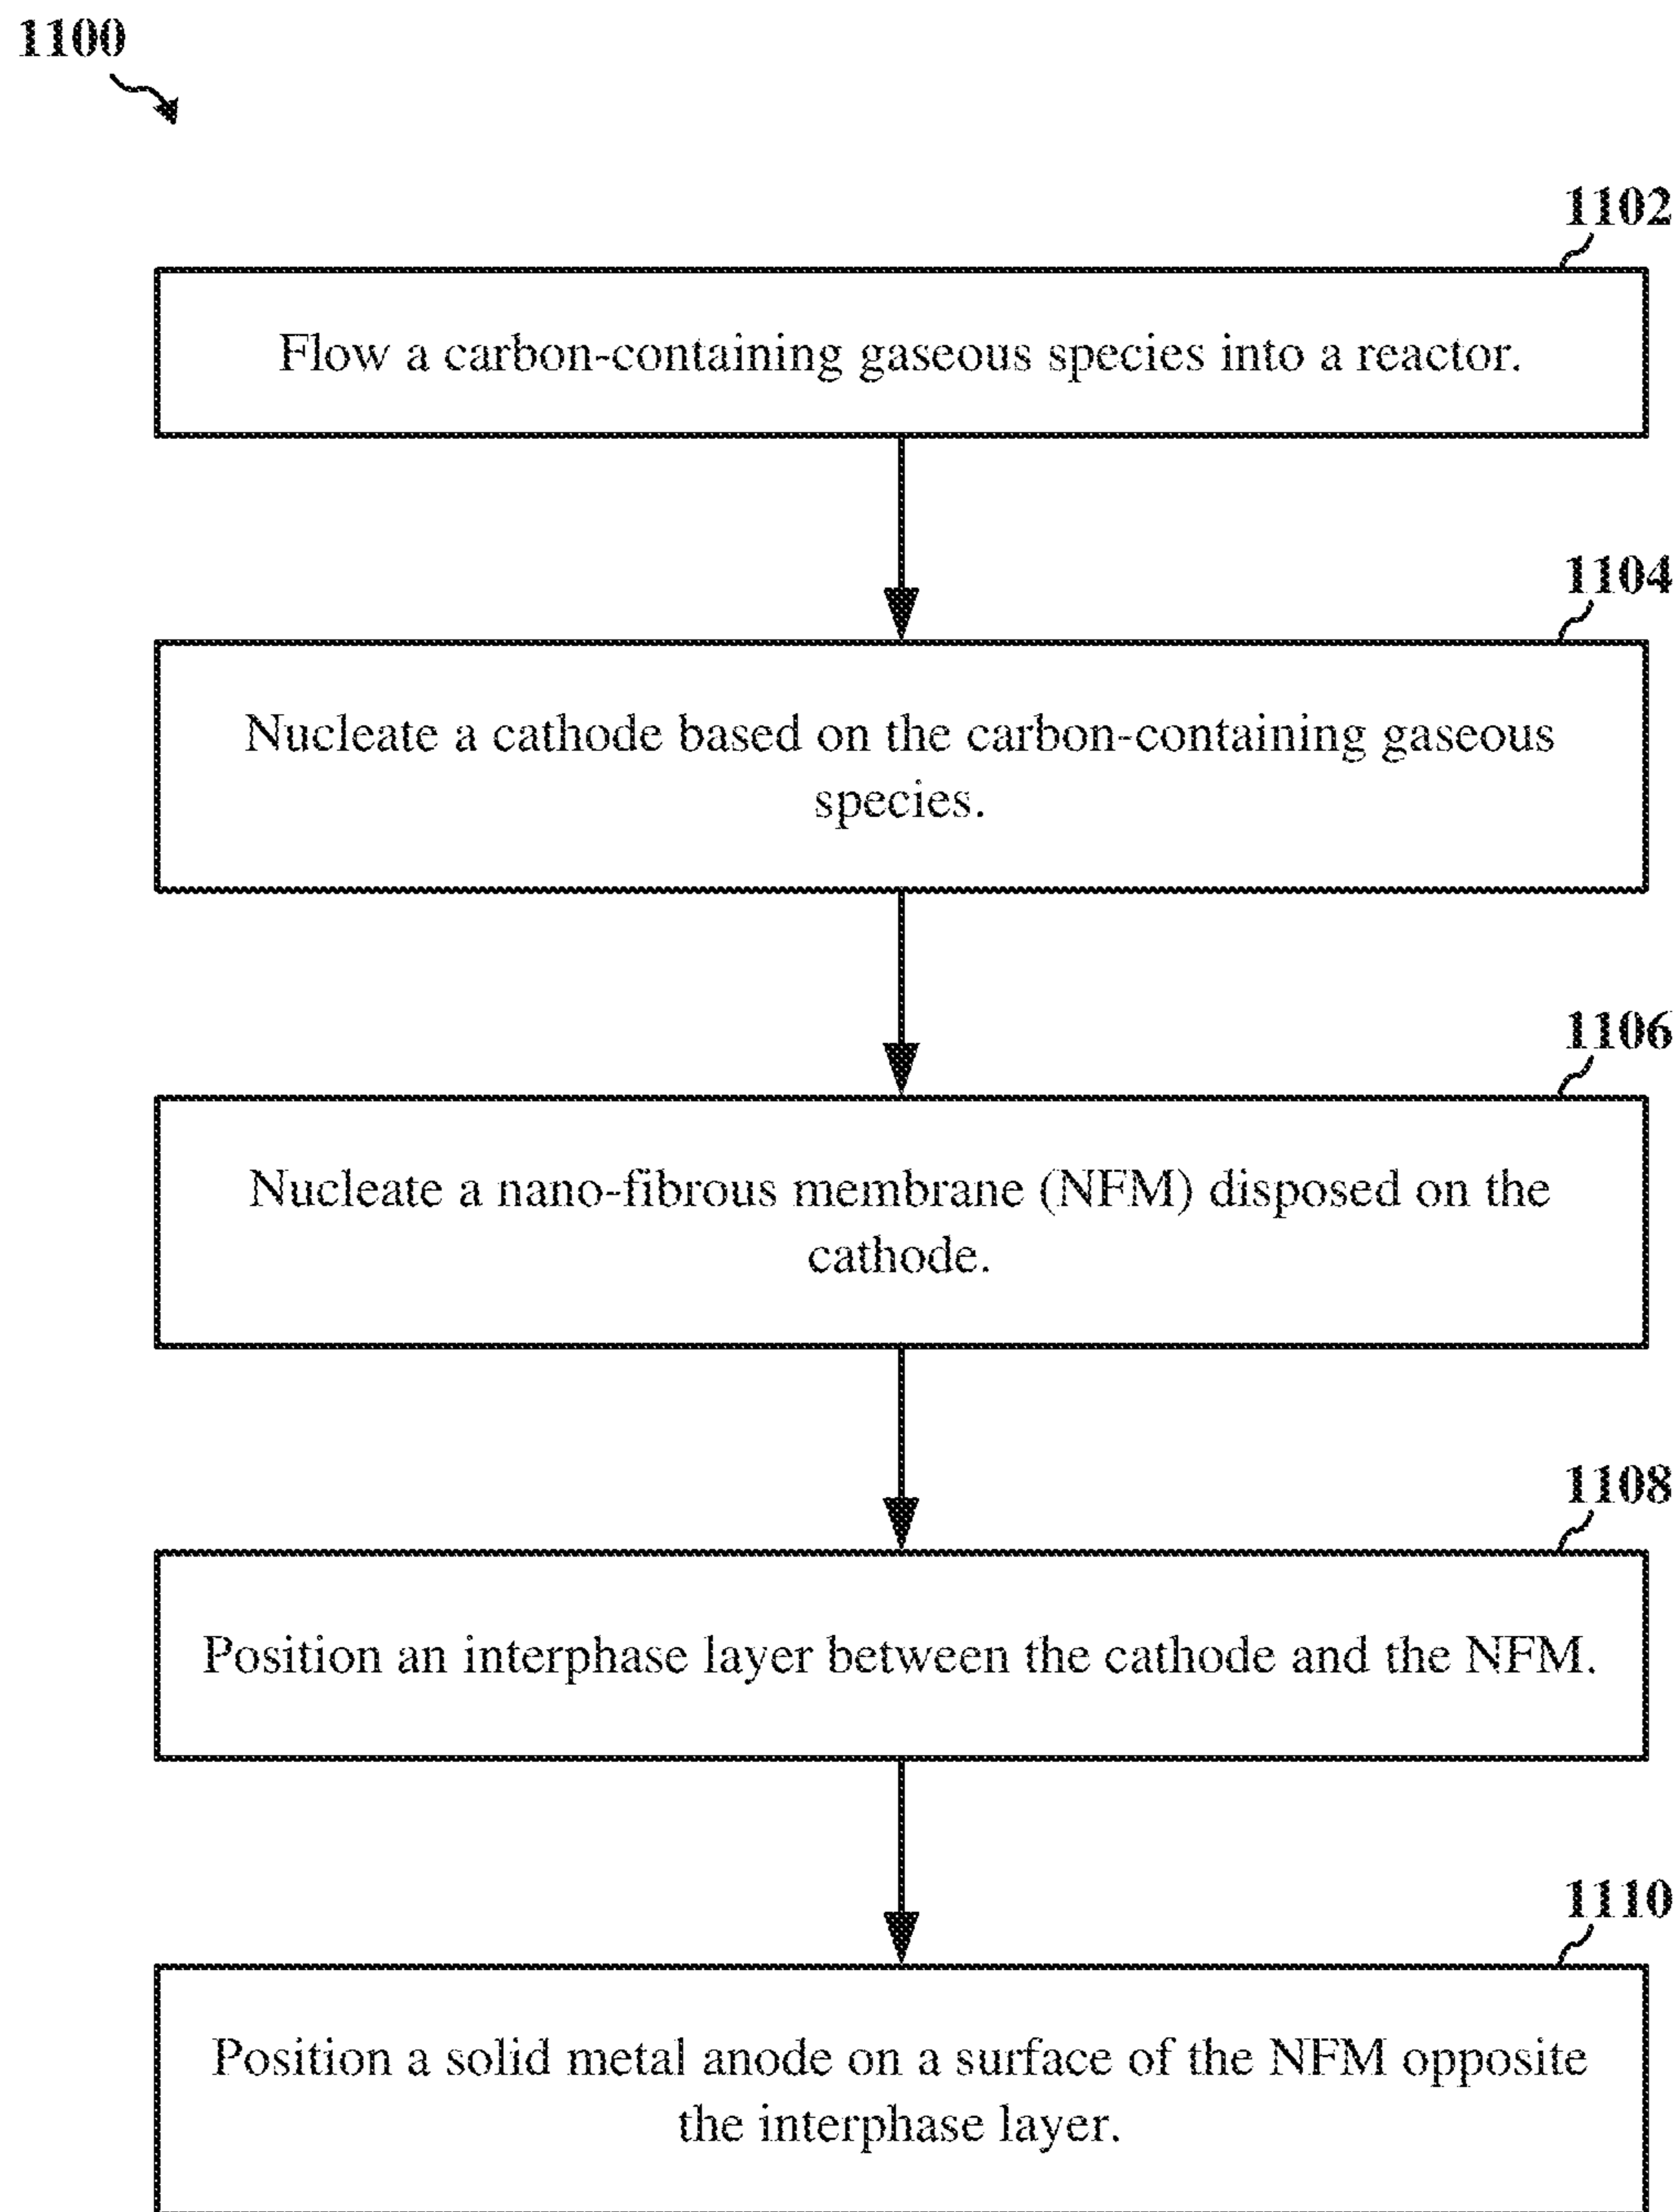 1100
1102
Flow a carbon-containing gaseous species into a reactor.
1104
Nucleate a cathode based on the carbon-containing gaseous
species.
1106
Nucleate a nano-fibrous membrane (NFM) disposed on the
cathode.
1108
Position an interphase layer between the cathode and the NFM.
1110
Position a solid metal anode on a surface of the NFM opposite
the interphase layer.